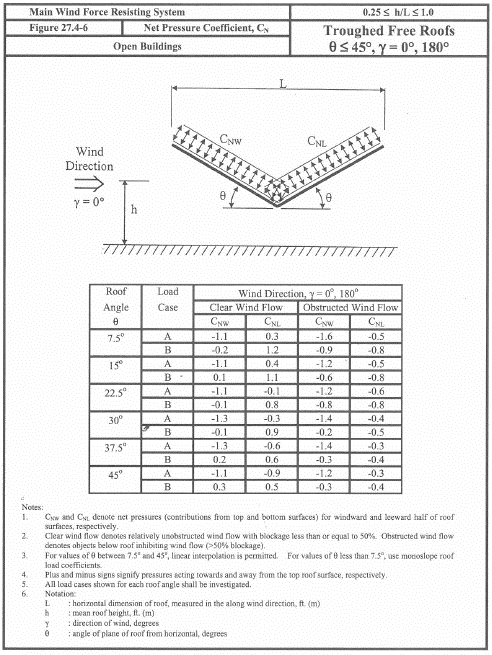 Main Wind Force Resisting System
0.25 ≤ h/L ≤ 1.0
Figure 27.4-6
Net Pressure Coefficient, CN
Troughed Free Roofs
θ ≤ 45°, γ = 0°, 180°
Open Buildings
L
CNW
CNL
Wind
Direction
γ = 0°
h
θ
θ
Roof Angle θ
Load Case
Wind Direction, γ = 0°, 180°
Clear Wind Flow
Obstructed Wind Flow
CNW CNL CNW CNL
7.5° A -1.1 0.3 -1.6 -0.5
B -0.2 1.2 -0.9 -0.8
15° A -1.1 0.4 -1.2 -0.5
B 0.1 1.1 -0.6 -0.8
22.5° A -1.1 -0.1 -1.2 -0.6
B -0.1 0.8 -0.8 -0.8
30° A -1.3 -0.3 -1.4 -0.4
B -0.1 0.9 -0.2 -0.5
37.5° A -1.3 -0.6 -1.4 -0.3
B 0.2 0.6 -0.3 -0.4
45° A -1.1 -0.9 -1.2 -0.3
B 0.3 0.5 -0.3 -0.4
Notes:
1. CNW and CNL denote net pressures (contributions from top and bottom surfaces) for windward and leeward half of roof
surfaces, respectively.
2. Clear wind flow denotes relatively unobstructed wind flow with blockage less than or equal to 50%. Obstructed wind flow
denotes objects below roof inhibiting wind flow (>50% blockage).
3. For values of θ between 7.5° and 45°, linear interpolation is permitted. For values of θ less than 7.5°, use monoslope roof
load coefficients.
4. Plus and minus signs signify pressures acting towards and away from the top roof surface, respectively.
5. All load cases shown for each roof angle shall be investigated.
6. Notation:
L : horizontal dimension of roof, measured in the along wind direction, ft. (m)
h : mean roof height, ft. (m)
γ : direction of wind, degrees
θ : angle of plane of roof from horizontal, degrees